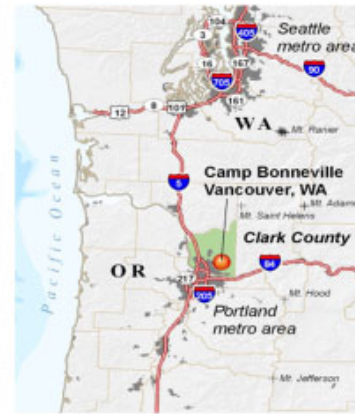 104
405
Seattle
metro area
3
16
167
90
705
12
8
101
161
WA
Mt. Ranier
Camp Bonneville
Vancouver, WA
5
Mt. Adams
Mt. Saint Helens
Pacific Ocean
Clark County
OR
84
217
205
Mt. Hood
Portland
metro area
Mt. Jefferson